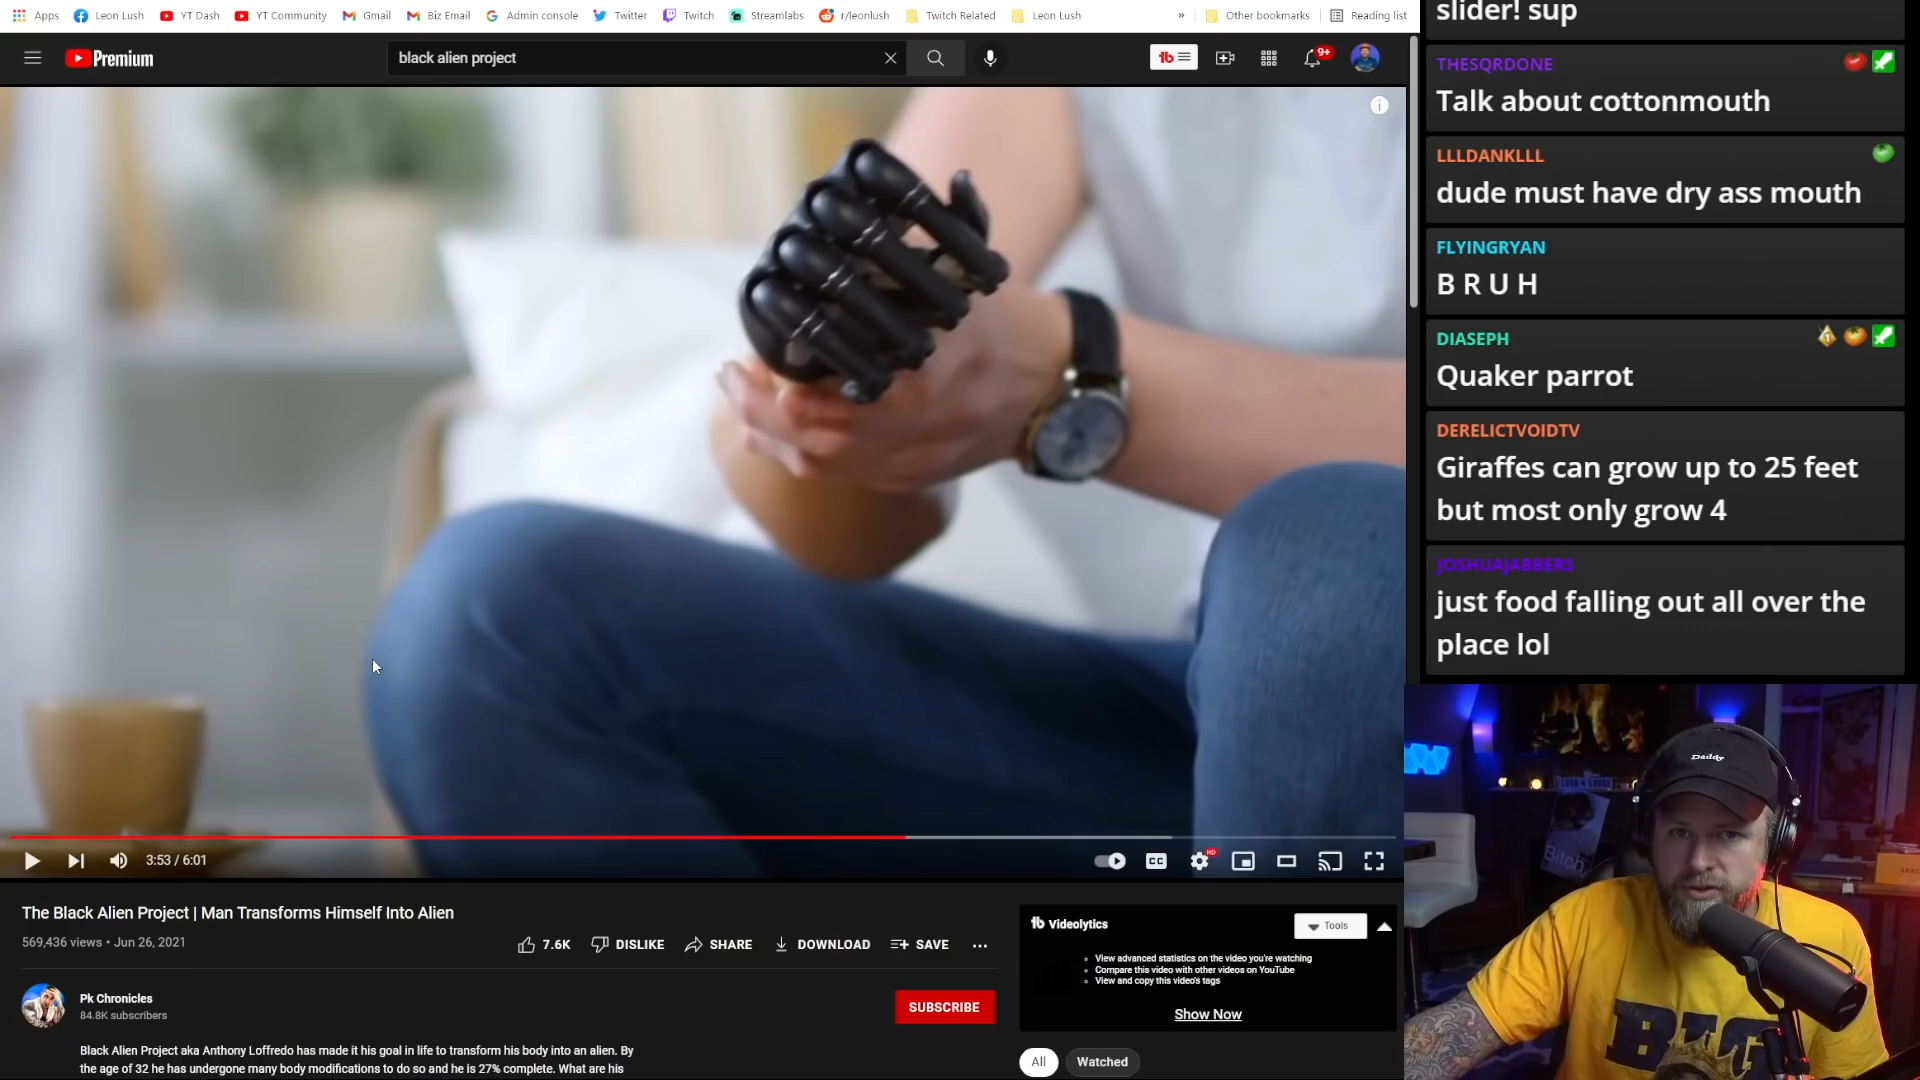 Apps Leon Lush YT Dash YT Community Gmail Biz Email Admin console Twitter Twitch Streamlabs r/leonlush Twitch Related Leon Lush » Other bookmarks Reading list
Premium
black alien project
9+
3:53 / 6:01
CC
HD
The Black Alien Project | Man Transforms Himself Into Alien
569,436 views • Jun 26, 2021
7.6K DISLIKE SHARE DOWNLOAD SAVE ...
Pk Chronicles
84.8K subscribers
SUBSCRIBE
Black Alien Project aka Anthony Loffredo has made it his goal in life to transform his body into an alien. By
the age of 32 he has undergone many body modifications to do so and he is 27% complete. What are his
Videolytics
Tools
View advanced statistics on the video you're watching
Compare this video with other videos on YouTube
View and copy this video's tags
Show Now
All Watched
slider! sup
THESQRDONE
Talk about cottonmouth
LLLDANKLLL
dude must have dry ass mouth
FLYINGRYAN
B R U H
DIASEPH
Quaker parrot
DERELICTVOIDTV
Giraffes can grow up to 25 feet
but most only grow 4
JOSHUAJABBERS
just food falling out all over the
place lol
Daddy
Bitch
BIG